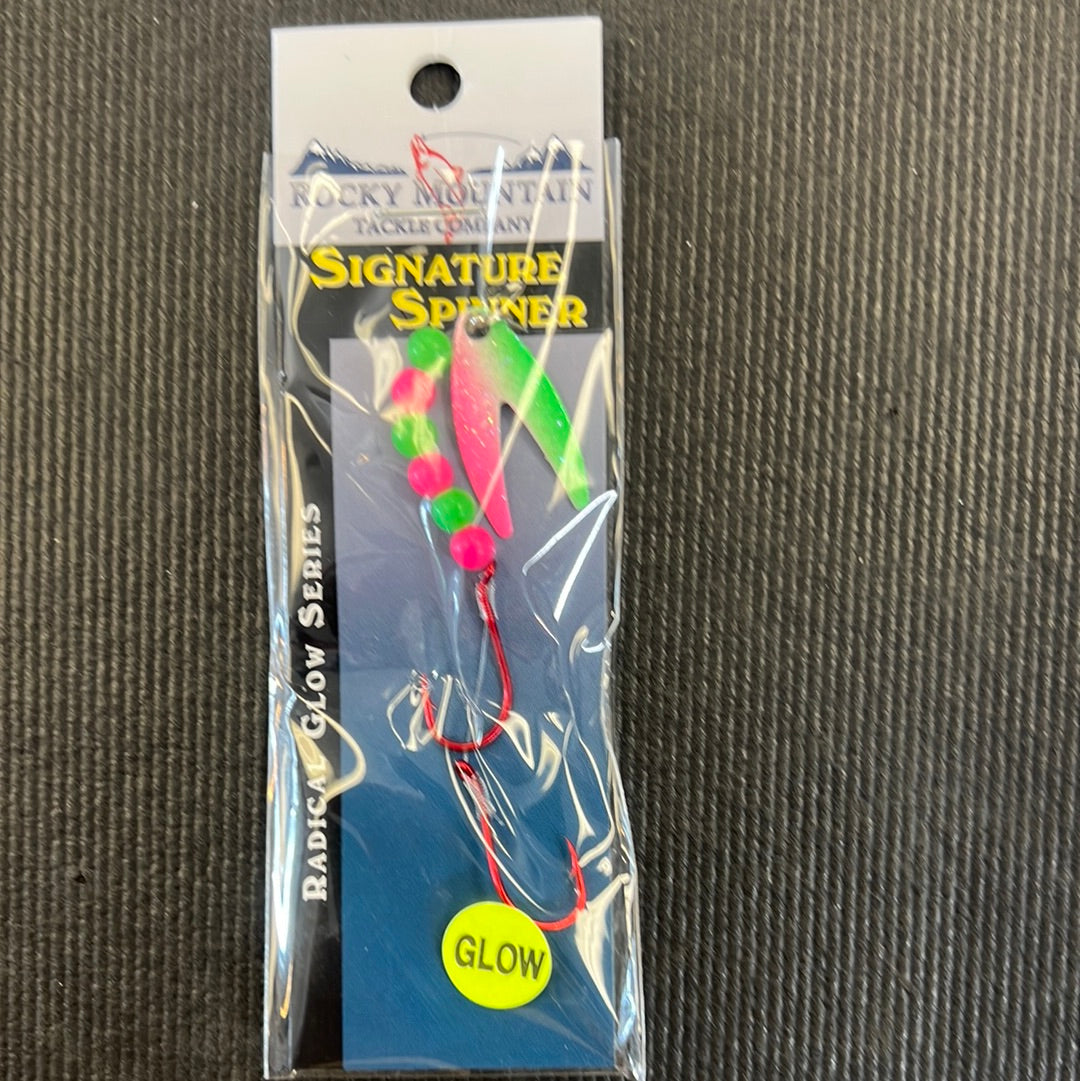 ROCKY MOUNTAIN
TACKLE COMPANY
SIGNATURE
SPINNER
RADICAL GLOW SERIES
GLOW